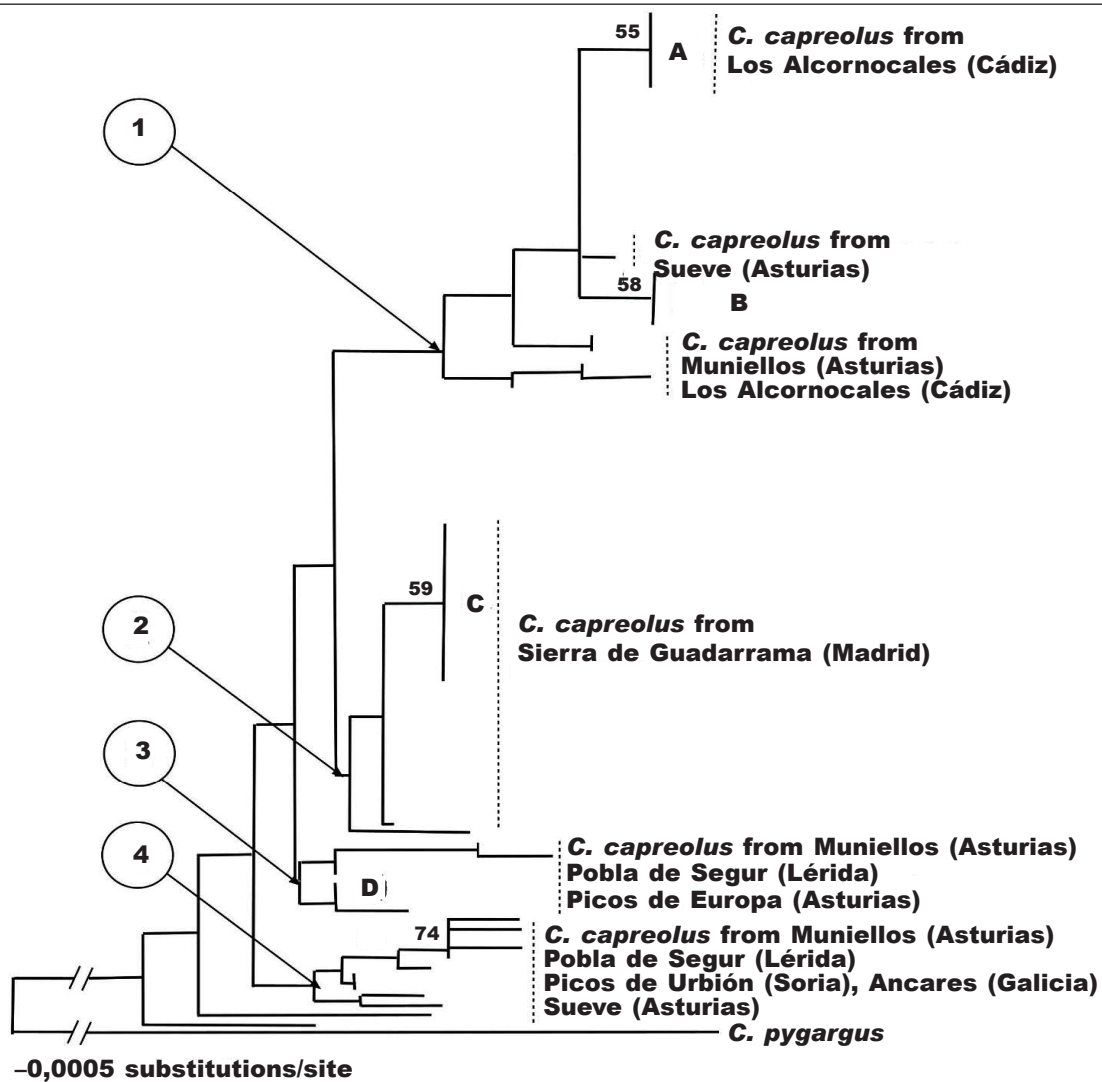 55
A
C. capreolus from
Los Alcornocales (Cádiz)
1
C. capreolus from
Sueve (Asturias)
58
B
C. capreolus from
Muniellos (Asturias)
Los Alcornocales (Cádiz)
59
C
2
C. capreolus from
Sierra de Guadarrama (Madrid)
3
4
C. capreolus from Muniellos (Asturias)
Pobla de Segur (Lérida)
Picos de Europa (Asturias)
D
74
C. capreolus from Muniellos (Asturias)
Pobla de Segur (Lérida)
Picos de Urbión (Soria), Ancares (Galicia)
Sueve (Asturias)
C. pygargus
–0,0005 substitutions/site